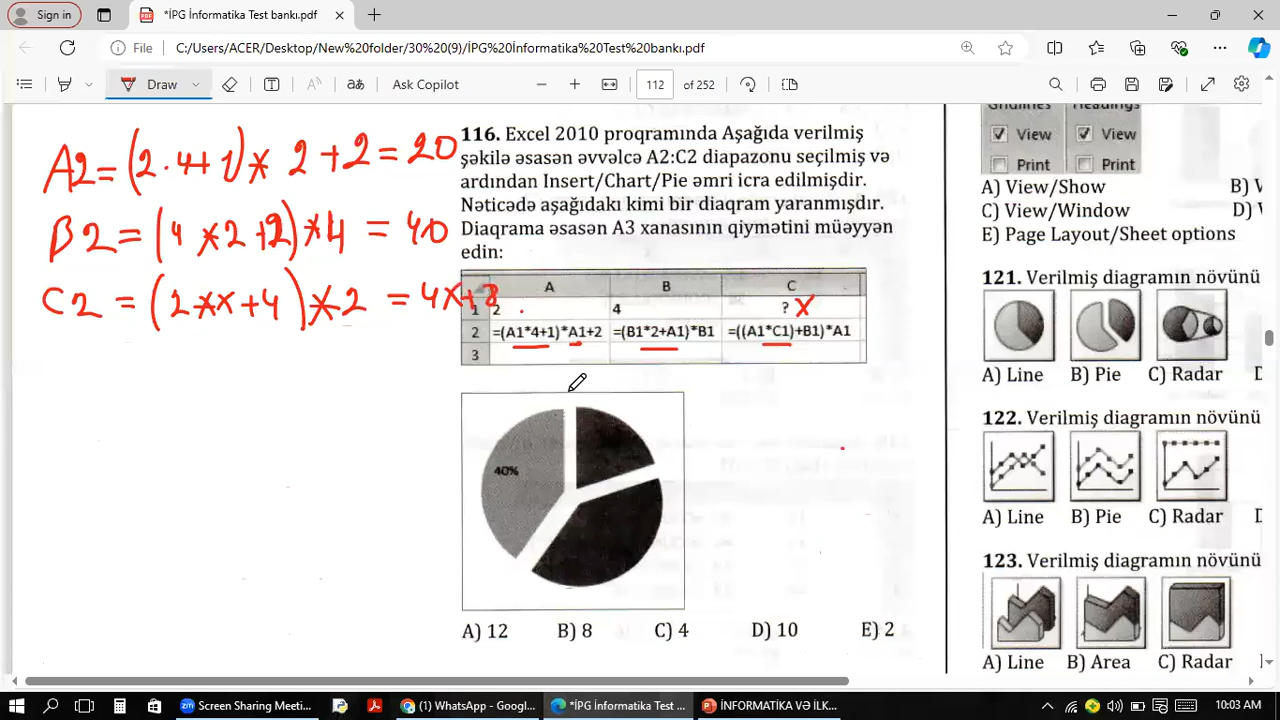 Sign in
*İPG İnformatika Test bankı.pdf
File
C:/Users/ACER/Desktop/New%20folder/30%20(9)/İPG%20İnformatika%20Test%20bankı.pdf
Draw
Ask Copilot
112 of 252
A2=(2·4+1)*2+2=20
B2=(4*2+2)*4=40
C2=(2*x+4)*2=4x+8
116. Excel 2010 proqramında Aşağıda verilmiş
şəkilə əsasən əvvəlcə A2:C2 diapazonu seçilmiş və
ardından Insert/Chart/Pie əmri icra edilmişdir.
Nəticədə aşağıdakı kimi bir diaqram yaranmışdır.
Diaqrama əsasən A3 xanasının qiymətini müəyyən
edin:
A B C
1 2 4 ? X
2 =(A1*4+1)*A1+2 =(B1*2+A1)*B1 =((A1*C1)+B1)*A1
3
40%
A) 12 B) 8 C) 4 D) 10 E) 2
Gridlines Headings
View View
Print Print
A) View/Show B) V
C) View/Window D) V
E) Page Layout/Sheet options
121. Verilmiş diaqramın növünü
A) Line B) Pie C) Radar D
122. Verilmiş diaqramın növünü
A) Line B) Pie C) Radar D
123. Verilmiş diaqramın növünü
A) Line B) Area C) Radar
Screen Sharing Meeti...
(1) WhatsApp - Googl...
*İPG İnformatika Test ...
İNFORMATİKA VƏ İLK...
10:03 AM